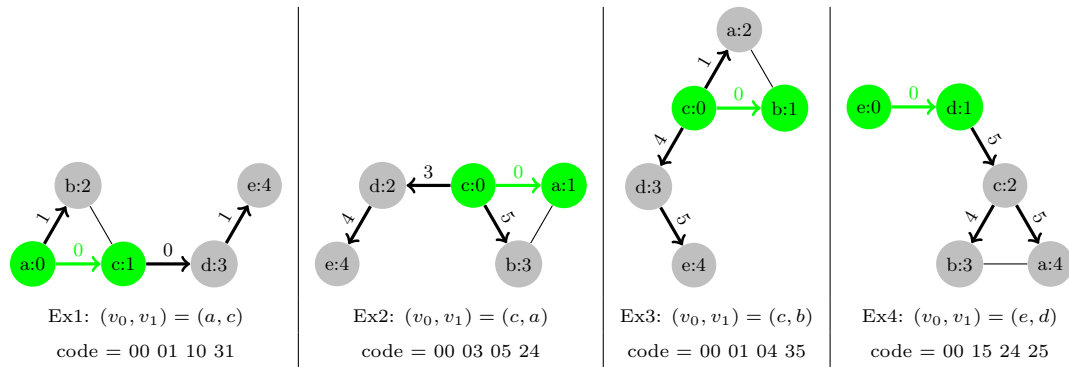 b:2
e:4
1
1
a:0
0
c:1
0
d:3
Ex1: (v₀, v₁) = (a, c)
code = 00 01 10 31
d:2
3
c:0
0
a:1
4
5
e:4
b:3
Ex2: (v₀, v₁) = (c, a)
code = 00 03 05 24
a:2
1
c:0
0
b:1
4
d:3
5
e:4
Ex3: (v₀, v₁) = (c, b)
code = 00 01 04 35
e:0
0
d:1
5
c:2
4
5
b:3
a:4
Ex4: (v₀, v₁) = (e, d)
code = 00 15 24 25